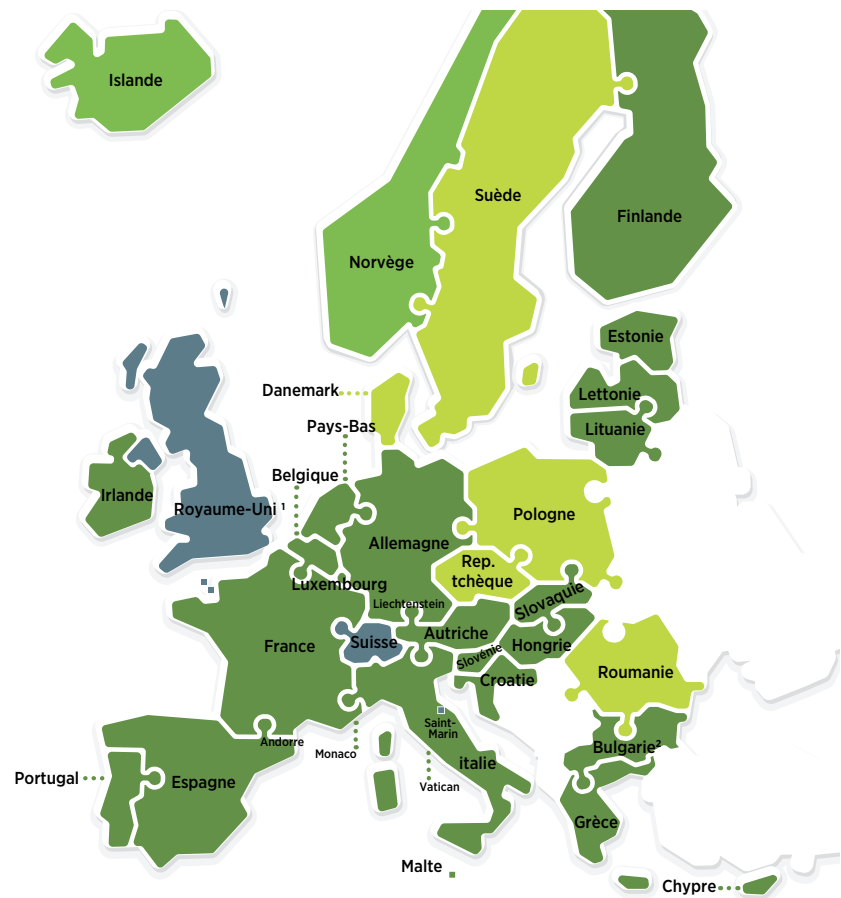 Islande
Suède
Finlande
Norvège
Estonie
Danemark
Lettonie
Pays-Bas
Lituanie
Belgique
Irlande
Royaume-Uni ¹
Pologne
Allemagne
Rep.
tchèque
Luxembourg
Slovaquie
Liechtenstein
Autriche
France
Suisse
Hongrie
Slovénie
Roumanie
Croatie
Saint-
Marin
Andorre
Bulgarie²
Monaco
italie
Portugal
Espagne
Vatican
Grèce
Malte
Chypre